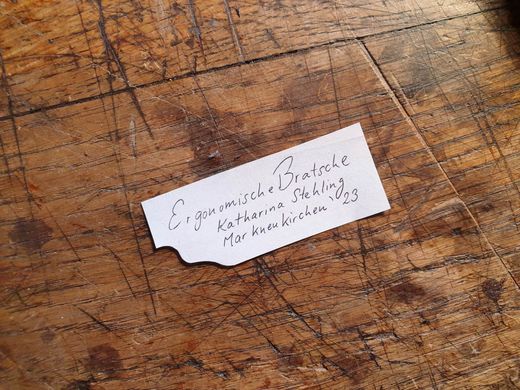 Ergonomische Bratsche
Katharina Stehling
Markneukirchen '23